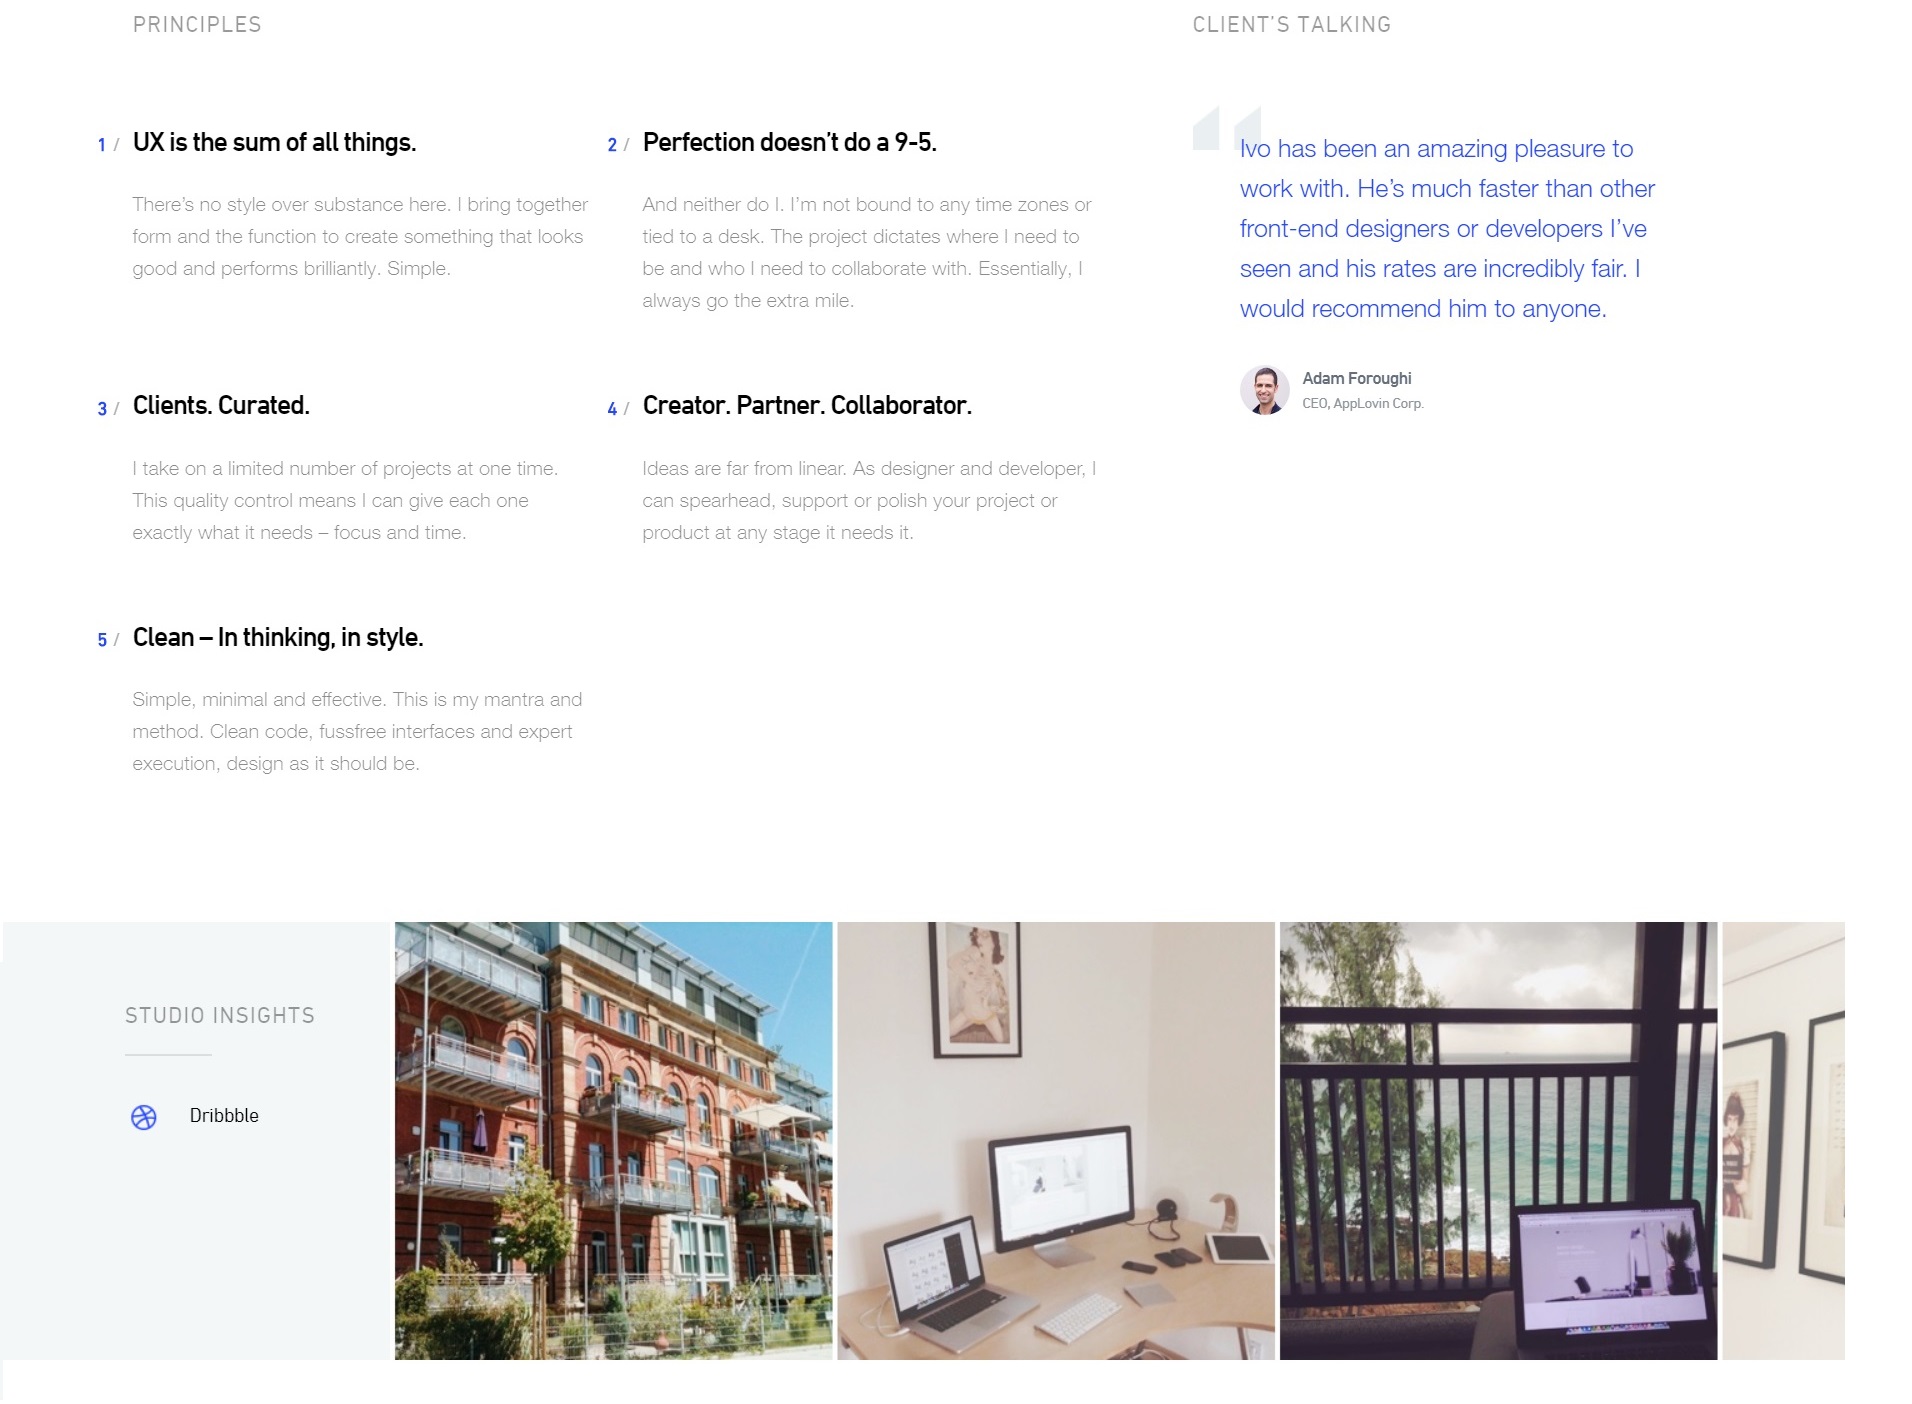 PRINCIPLES
1 / UX is the sum of all things.
There’s no style over substance here. I bring together
form and the function to create something that looks
good and performs brilliantly. Simple.
2 / Perfection doesn’t do a 9-5.
And neither do I. I’m not bound to any time zones or
tied to a desk. The project dictates where I need to
be and who I need to collaborate with. Essentially, I
always go the extra mile.
3 / Clients. Curated.
I take on a limited number of projects at one time.
This quality control means I can give each one
exactly what it needs – focus and time.
4 / Creator. Partner. Collaborator.
Ideas are far from linear. As designer and developer, I
can spearhead, support or polish your project or
product at any stage it needs it.
5 / Clean – In thinking, in style.
Simple, minimal and effective. This is my mantra and
method. Clean code, fussfree interfaces and expert
execution, design as it should be.
CLIENT’S TALKING
Ivo has been an amazing pleasure to
work with. He’s much faster than other
front-end designers or developers I’ve
seen and his rates are incredibly fair. I
would recommend him to anyone.
Adam Foroughi
CEO, AppLovin Corp.
STUDIO INSIGHTS
Dribbble